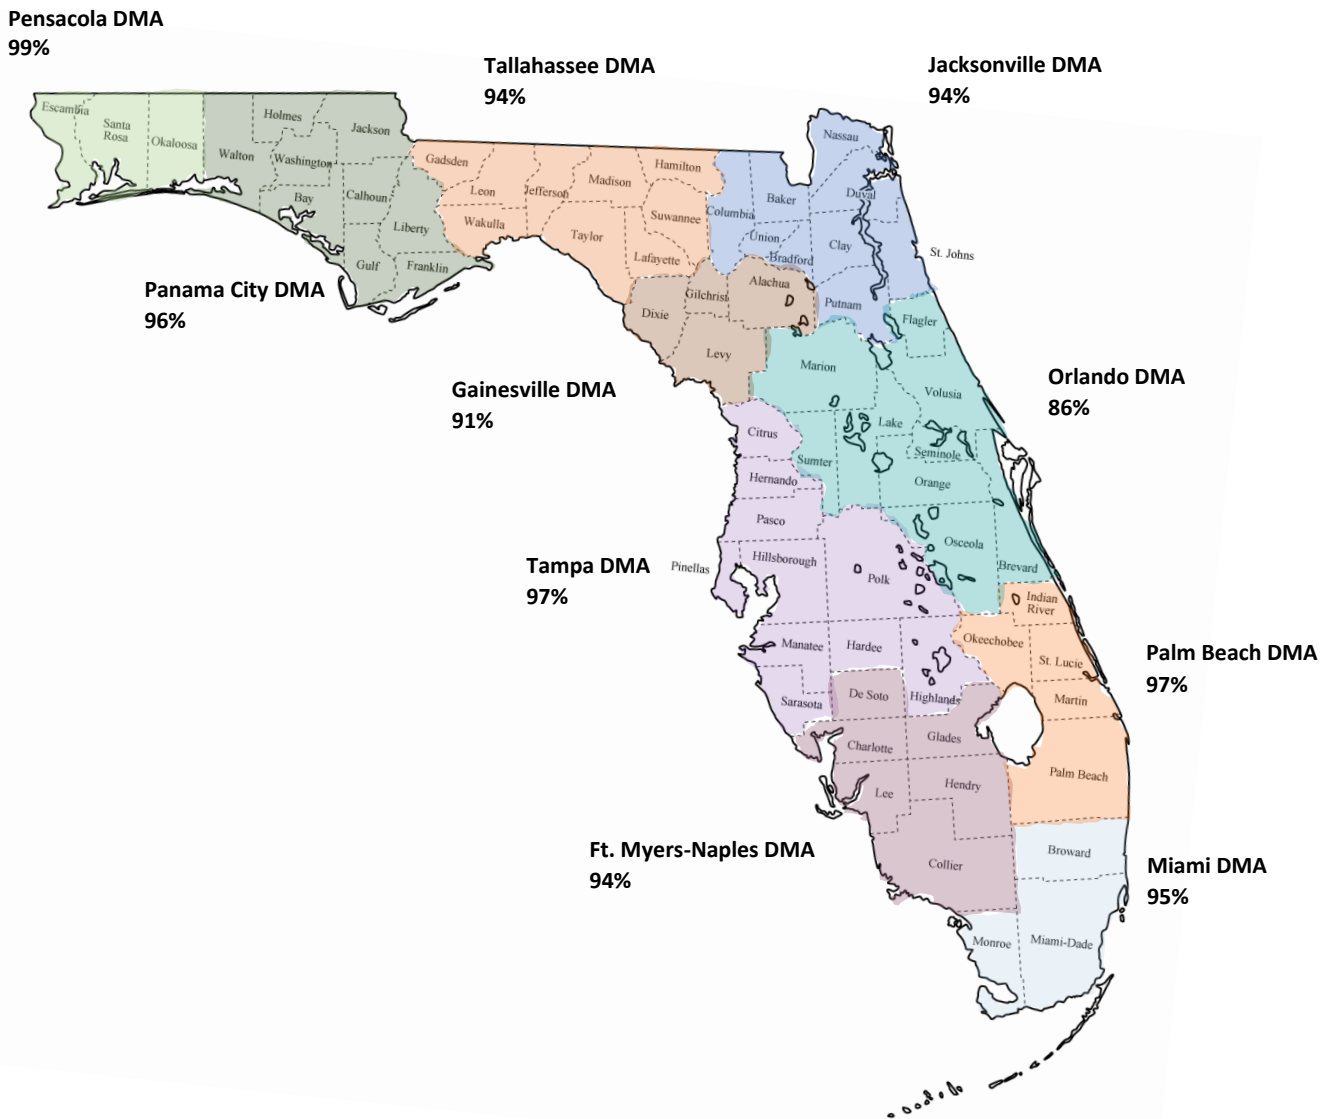 Pensacola DMA
99%
Tallahassee DMA
94%
Jacksonville DMA
94%
Escambia
Santa
Rosa
Okaloosa
Holmes
Jackson
Walton
Washington
Bay
Calhoun
Liberty
Gulf
Franklin
Gadsden
Leon
Jefferson
Madison
Hamilton
Wakulla
Taylor
Suwannee
Lafayette
Nassau
Columbia
Baker
Duval
Union
Clay
Bradford
St. Johns
Putnam
Panama City DMA
96%
Alachua
Gilchrist
Dixie
Levy
Flagler
Marion
Volusia
Gainesville DMA
91%
Orlando DMA
86%
Citrus
Lake
Sumter
Seminole
Hernando
Orange
Pasco
Osceola
Tampa DMA
97%
Pinellas
Hillsborough
Polk
Brevard
Indian
River
Manatee
Hardee
Okeechobee
St. Lucie
Palm Beach DMA
97%
De Soto
Highlands
Sarasota
Martin
Charlotte
Glades
Palm Beach
Lee
Hendry
Ft. Myers-Naples DMA
94%
Collier
Broward
Miami DMA
95%
Monroe
Miami-Dade